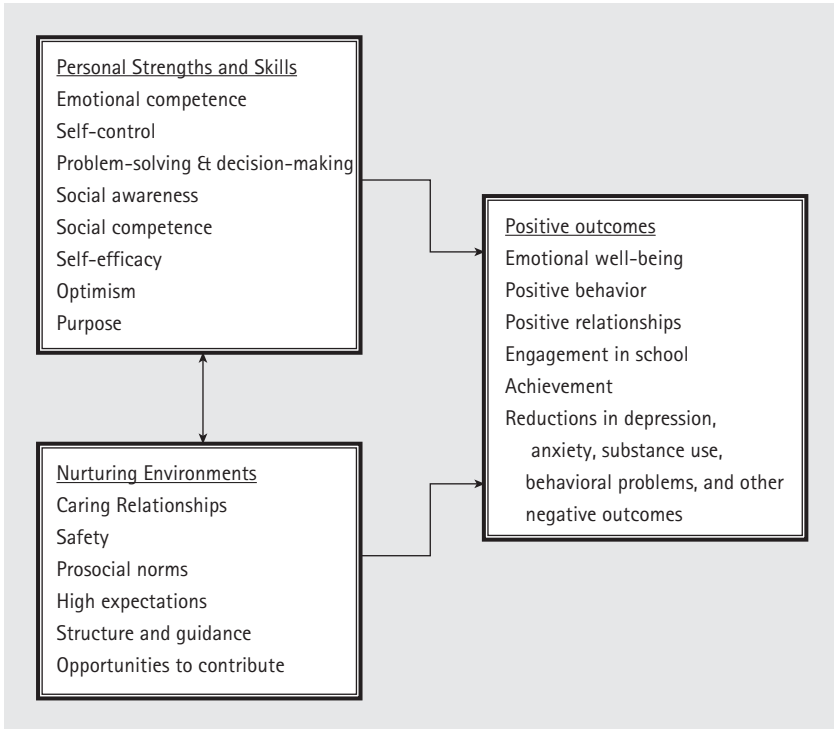 Personal Strengths and Skills
Emotional competence
Self-control
Problem-solving & decision-making
Social awareness
Social competence
Self-efficacy
Optimism
Purpose
Nurturing Environments
Caring Relationships
Safety
Prosocial norms
High expectations
Structure and guidance
Opportunities to contribute
Positive outcomes
Emotional well-being
Positive behavior
Positive relationships
Engagement in school
Achievement
Reductions in depression,
anxiety, substance use,
behavioral problems, and other
negative outcomes